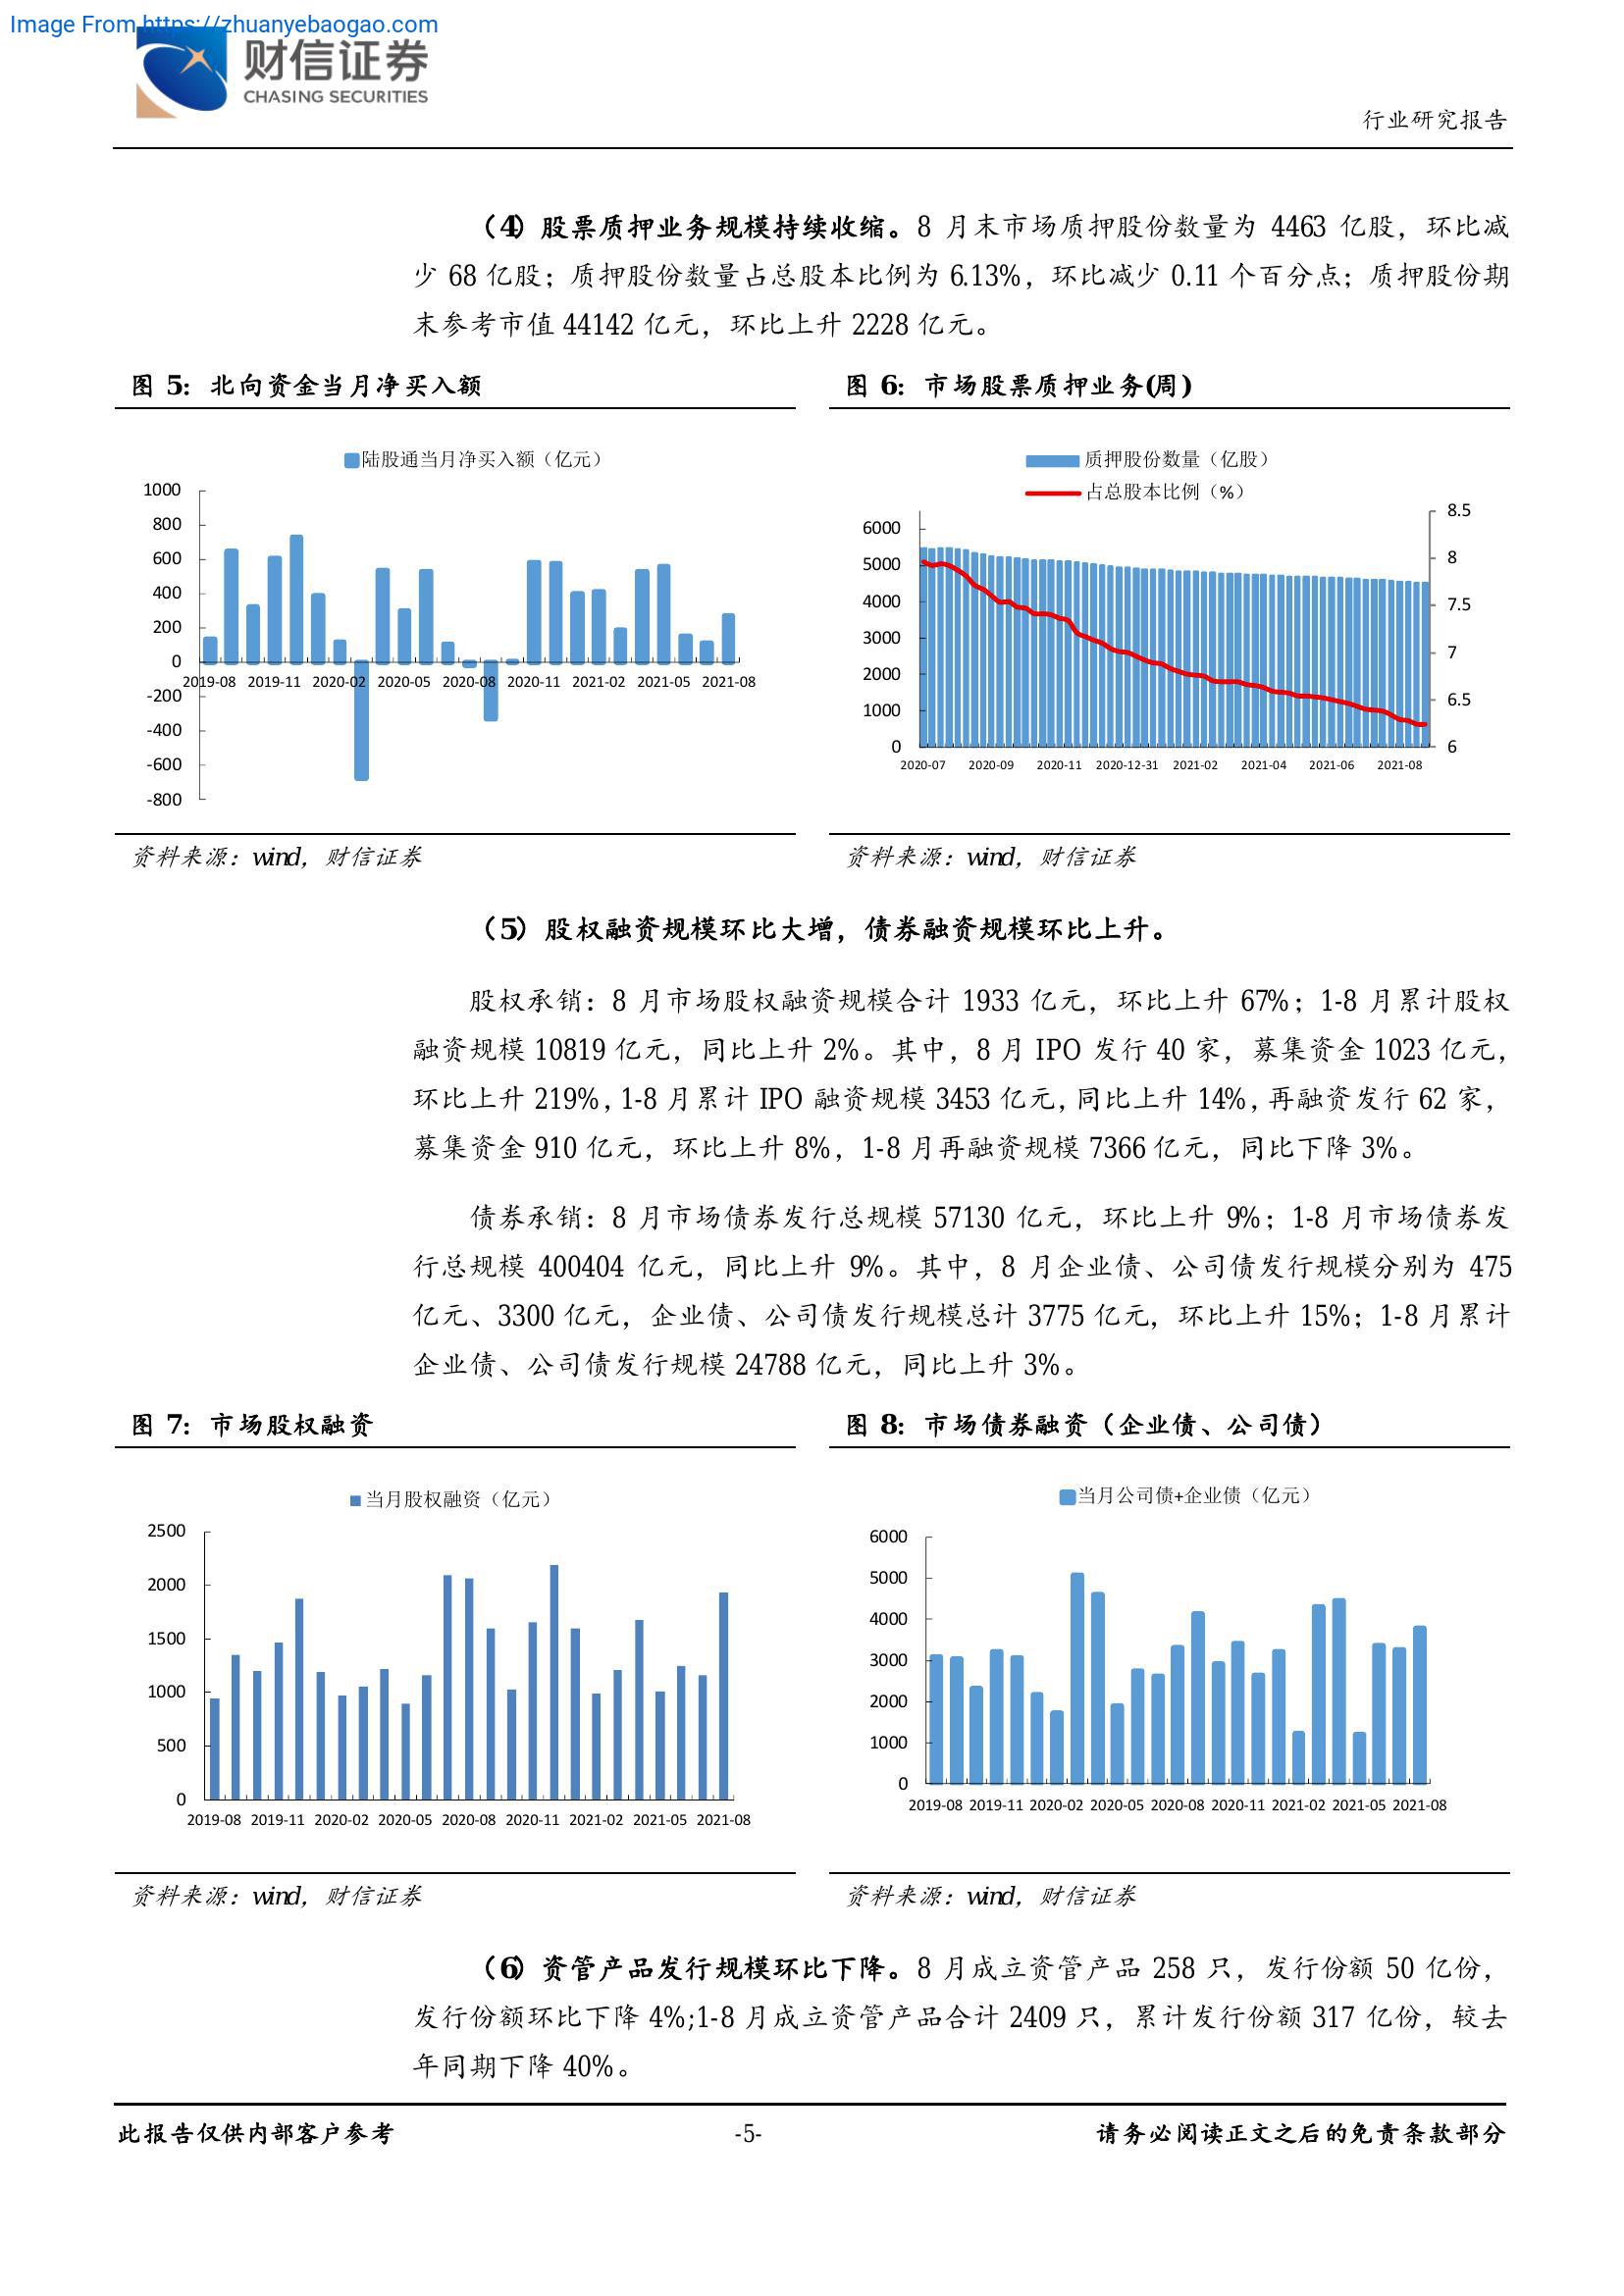 Image From https://zhuanyebaogao.com
财信证券
CHASING SECURITIES
行业研究报告
（4）股票质押业务规模持续收缩。8 月末市场质押股份数量为 4463 亿股，环比减
少 68 亿股；质押股份数量占总股本比例为 6.13%，环比减少 0.11 个百分点；质押股份期
末参考市值 44142 亿元，环比上升 2228 亿元。
图 5：北向资金当月净买入额
陆股通当月净买入额（亿元）
1000
800
600
400
200
0
-200
-400
-600
-800
2019-08 2019-11 2020-02 2020-05 2020-08 2020-11 2021-02 2021-05 2021-08
资料来源：wind，财信证券
图 6：市场股票质押业务(周)
质押股份数量（亿股）
占总股本比例（%）
6000
5000
4000
3000
2000
1000
0
8.5
8
7.5
7
6.5
6
2020-07 2020-09 2020-11 2020-12-31 2021-02 2021-04 2021-06 2021-08
资料来源：wind，财信证券
（5）股权融资规模环比大增，债券融资规模环比上升。
股权承销：8 月市场股权融资规模合计 1933 亿元，环比上升 67%；1-8 月累计股权
融资规模 10819 亿元，同比上升 2%。其中，8 月 IPO 发行 40 家，募集资金 1023 亿元，
环比上升 219%，1-8 月累计 IPO 融资规模 3453 亿元，同比上升 14%，再融资发行 62 家，
募集资金 910 亿元，环比上升 8%，1-8 月再融资规模 7366 亿元，同比下降 3%。
债券承销：8 月市场债券发行总规模 57130 亿元，环比上升 9%；1-8 月市场债券发
行总规模 400404 亿元，同比上升 9%。其中，8 月企业债、公司债发行规模分别为 475
亿元、3300 亿元，企业债、公司债发行规模总计 3775 亿元，环比上升 15%；1-8 月累计
企业债、公司债发行规模 24788 亿元，同比上升 3%。
图 7：市场股权融资
当月股权融资（亿元）
2500
2000
1500
1000
500
0
2019-08 2019-11 2020-02 2020-05 2020-08 2020-11 2021-02 2021-05 2021-08
资料来源：wind，财信证券
图 8：市场债券融资（企业债、公司债）
当月公司债+企业债（亿元）
6000
5000
4000
3000
2000
1000
0
2019-08 2019-11 2020-02 2020-05 2020-08 2020-11 2021-02 2021-05 2021-08
资料来源：wind，财信证券
（6）资管产品发行规模环比下降。8 月成立资管产品 258 只，发行份额 50 亿份，
发行份额环比下降 4%;1-8 月成立资管产品合计 2409 只，累计发行份额 317 亿份，较去
年同期下降 40%。
此报告仅供内部客户参考
-5-
请务必阅读正文之后的免责条款部分